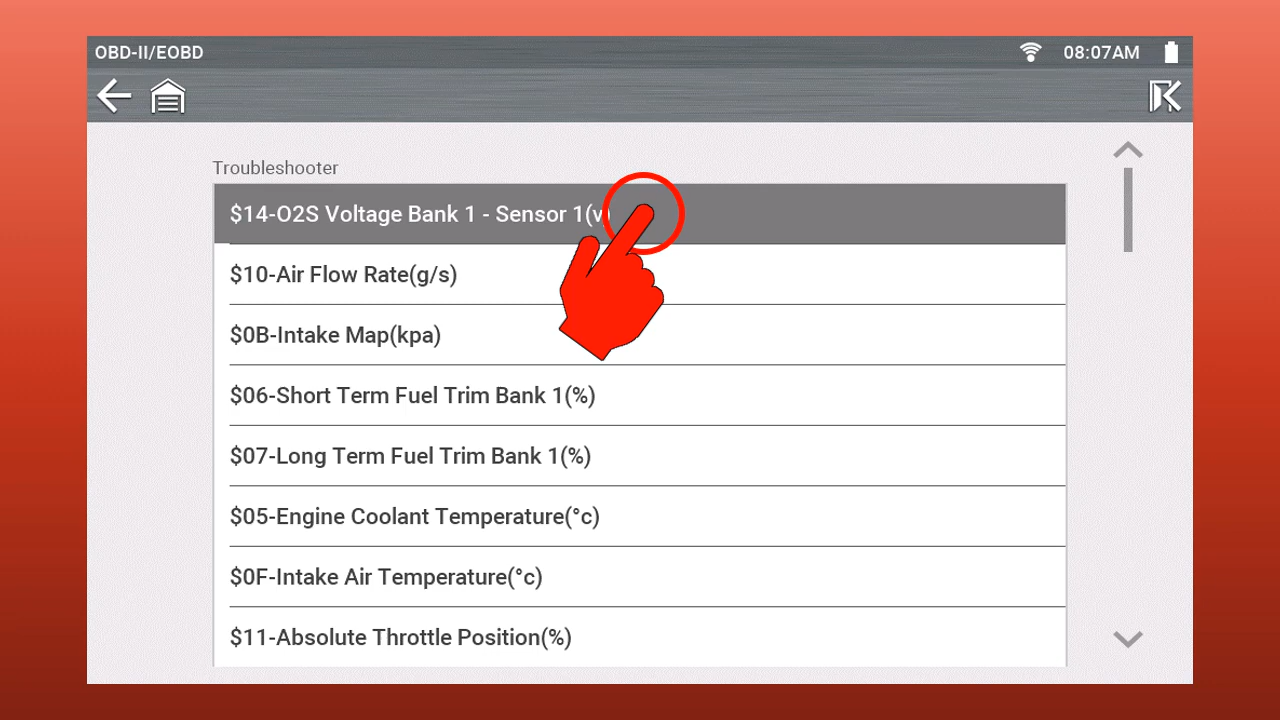 OBD-II/EOBD
08:07AM
Troubleshooter
$14-O2S Voltage Bank 1 - Sensor 1(v)
$10-Air Flow Rate(g/s)
$0B-Intake Map(kpa)
$06-Short Term Fuel Trim Bank 1(%)
$07-Long Term Fuel Trim Bank 1(%)
$05-Engine Coolant Temperature(°c)
$0F-Intake Air Temperature(°c)
$11-Absolute Throttle Position(%)